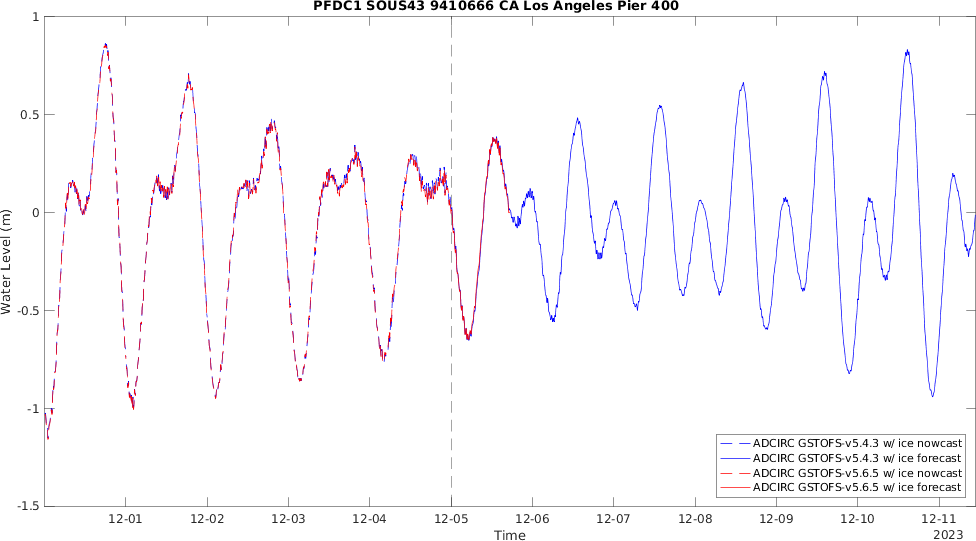 PFDC1 SOUS43 9410666 CA Los Angeles Pier 400
1
0.5
0
-0.5
-1
-1.5
Water Level (m)
12-01 12-02 12-03 12-04 12-05 12-06 12-07 12-08 12-09 12-10 12-11
2023
Time
ADCIRC GSTOFS-v5.4.3 w/ ice nowcast
ADCIRC GSTOFS-v5.4.3 w/ ice forecast
ADCIRC GSTOFS-v5.6.5 w/ ice nowcast
ADCIRC GSTOFS-v5.6.5 w/ ice forecast